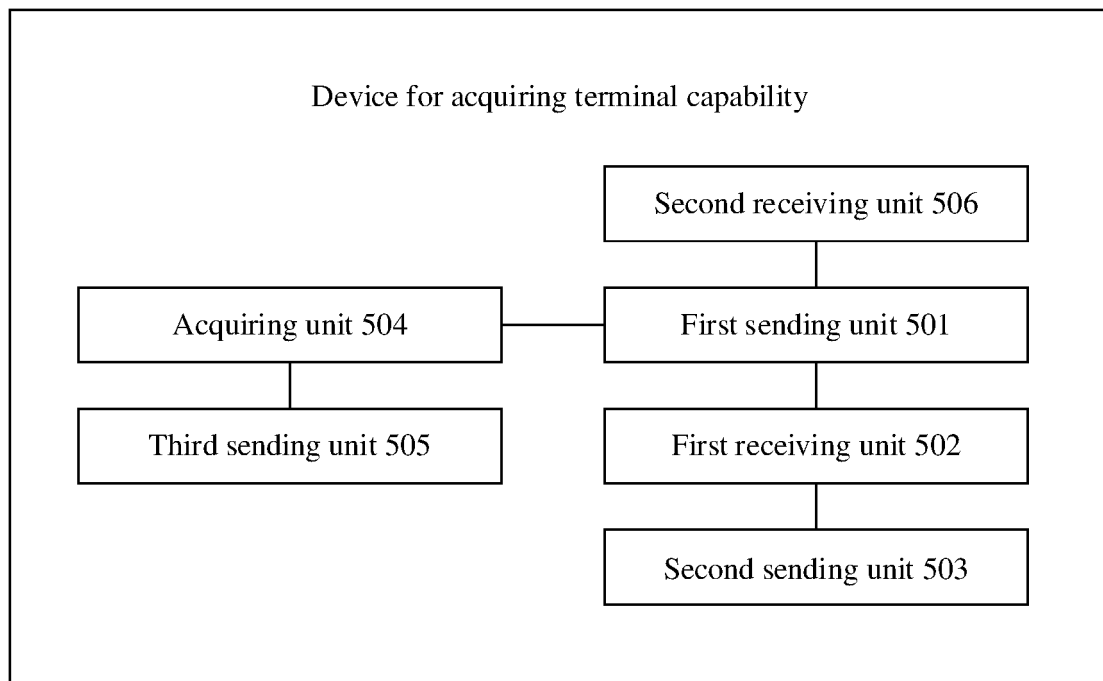 Device for acquiring terminal capability
Second receiving unit 506
Acquiring unit 504
First sending unit 501
Third sending unit 505
First receiving unit 502
Second sending unit 503